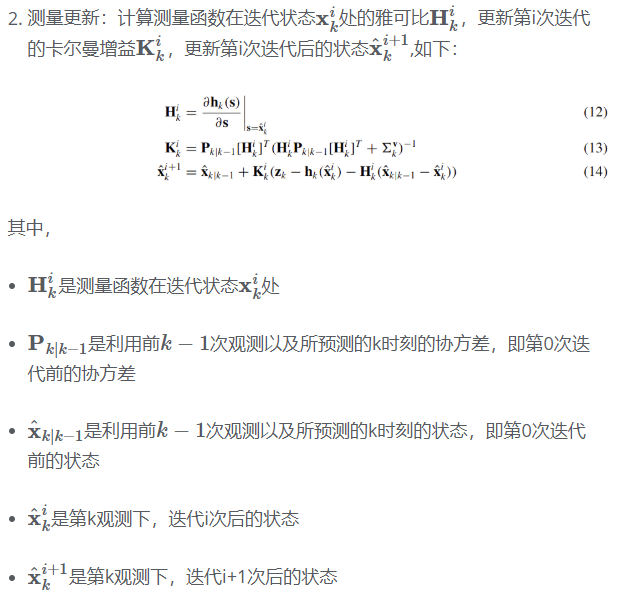 2. 测量更新：计算测量函数在迭代状态$\mathbf{x}_k^i$处的雅可比$\mathbf{H}_k^i$，更新第i次迭代
的卡尔曼增益$\mathbf{K}_k^i$，更新第i次迭代后的状态$\hat{\mathbf{x}}_k^{i+1}$,如下：
$\mathbf{H}_k^i = \left.\frac{\partial \mathbf{h}_k(\mathbf{s})}{\partial \mathbf{s}}\right|_{\mathbf{s}=\hat{\mathbf{x}}_k^i}$ (12)
$\mathbf{K}_k^i = \mathbf{P}_{k|k-1}[\mathbf{H}_k^i]^T(\mathbf{H}_k^i\mathbf{P}_{k|k-1}[\mathbf{H}_k^i]^T + \Sigma_k^{\mathbf{v}})^{-1}$ (13)
$\hat{\mathbf{x}}_k^{i+1} = \hat{\mathbf{x}}_{k|k-1} + \mathbf{K}_k^i(\mathbf{z}_k - \mathbf{h}_k(\hat{\mathbf{x}}_k^i) - \mathbf{H}_k^i(\hat{\mathbf{x}}_{k|k-1} - \hat{\mathbf{x}}_k^i))$ (14)
其中，
• $\mathbf{H}_k^i$是测量函数在迭代状态$\mathbf{x}_k^i$处
• $\mathbf{P}_{k|k-1}$是利用前$k-1$次观测以及所预测的k时刻的协方差，即第0次迭
代前的协方差
• $\hat{\mathbf{x}}_{k|k-1}$是利用前$k-1$次观测以及所预测的k时刻的状态，即第0次迭代
前的状态
• $\hat{\mathbf{x}}_k^i$是第k观测下，迭代i次后的状态
• $\hat{\mathbf{x}}_k^{i+1}$是第k观测下，迭代i+1次后的状态